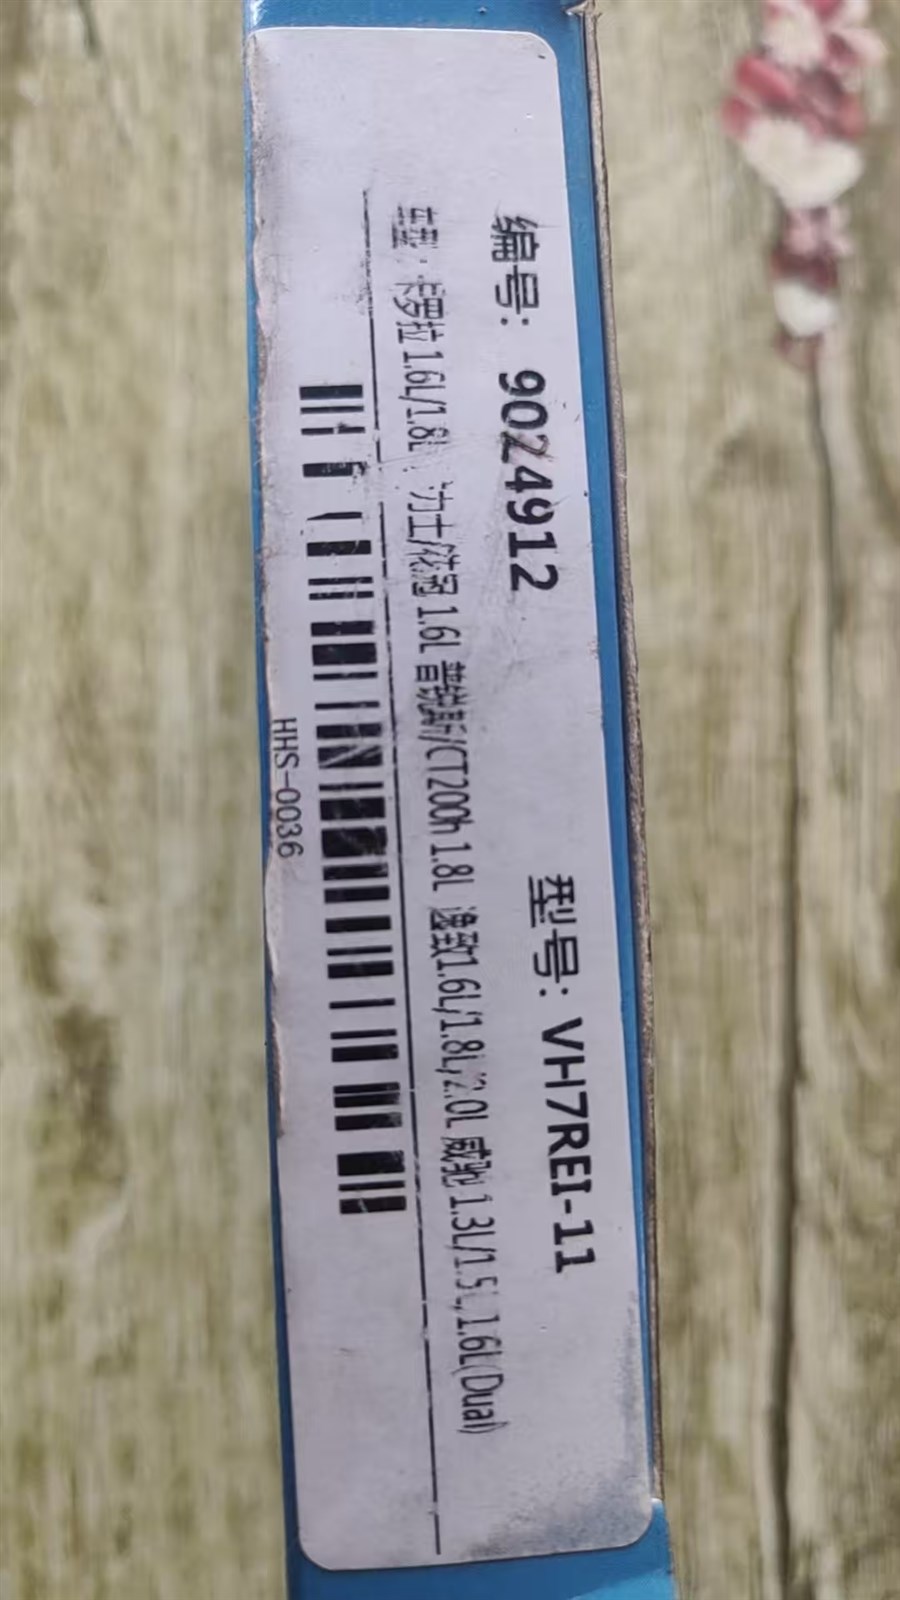 编号: 9024912 型号: VH7REI-11
车型: 卡罗拉 1.6L/1.8L 力士/花冠 1.6L 普锐斯/CT200h 1.8L 逸致1.6L/1.8L/2.0L 威驰 1.3L/1.5L,1.6L(Dual)
HHS-0036